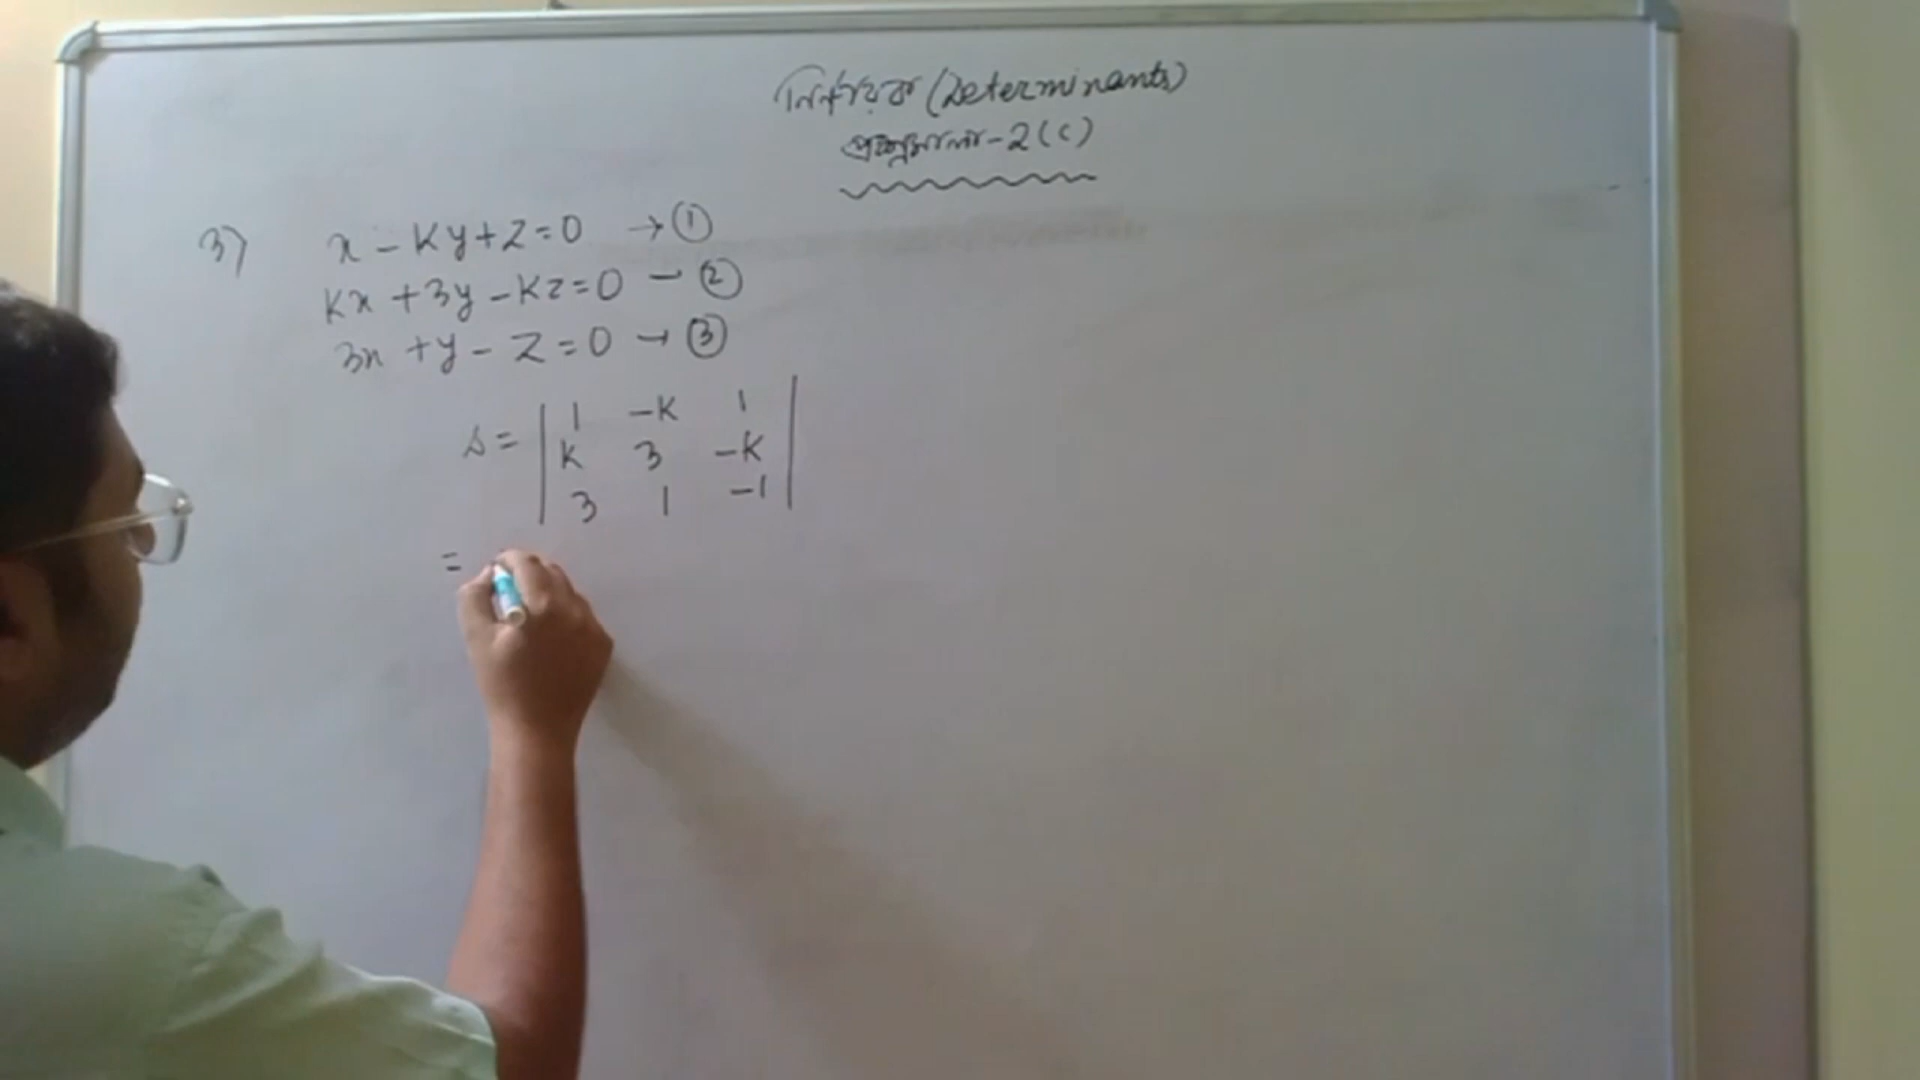 নির্ণায়ক (Determinants)
প্রশ্নমালা - 2(C)
3) x - Ky + Z = 0 → ①
Kx + 3y - KZ = 0 - ②
3x + y - Z = 0 → ③
Δ = | 1 -K 1 |
| K 3 -K |
| 3 1 -1 |
=